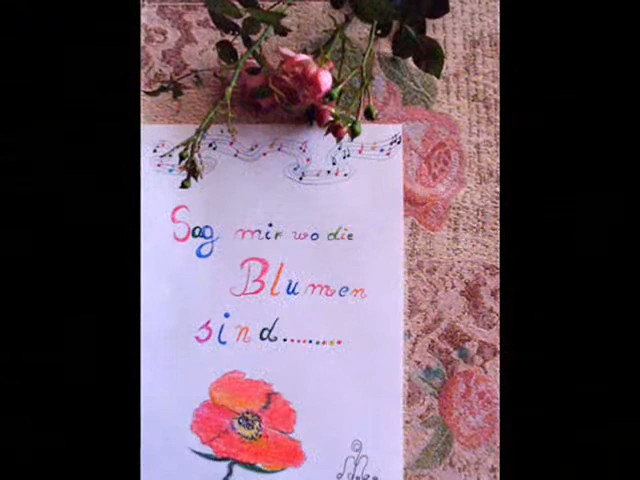 Sag mir wo die
Blumen
sind.........